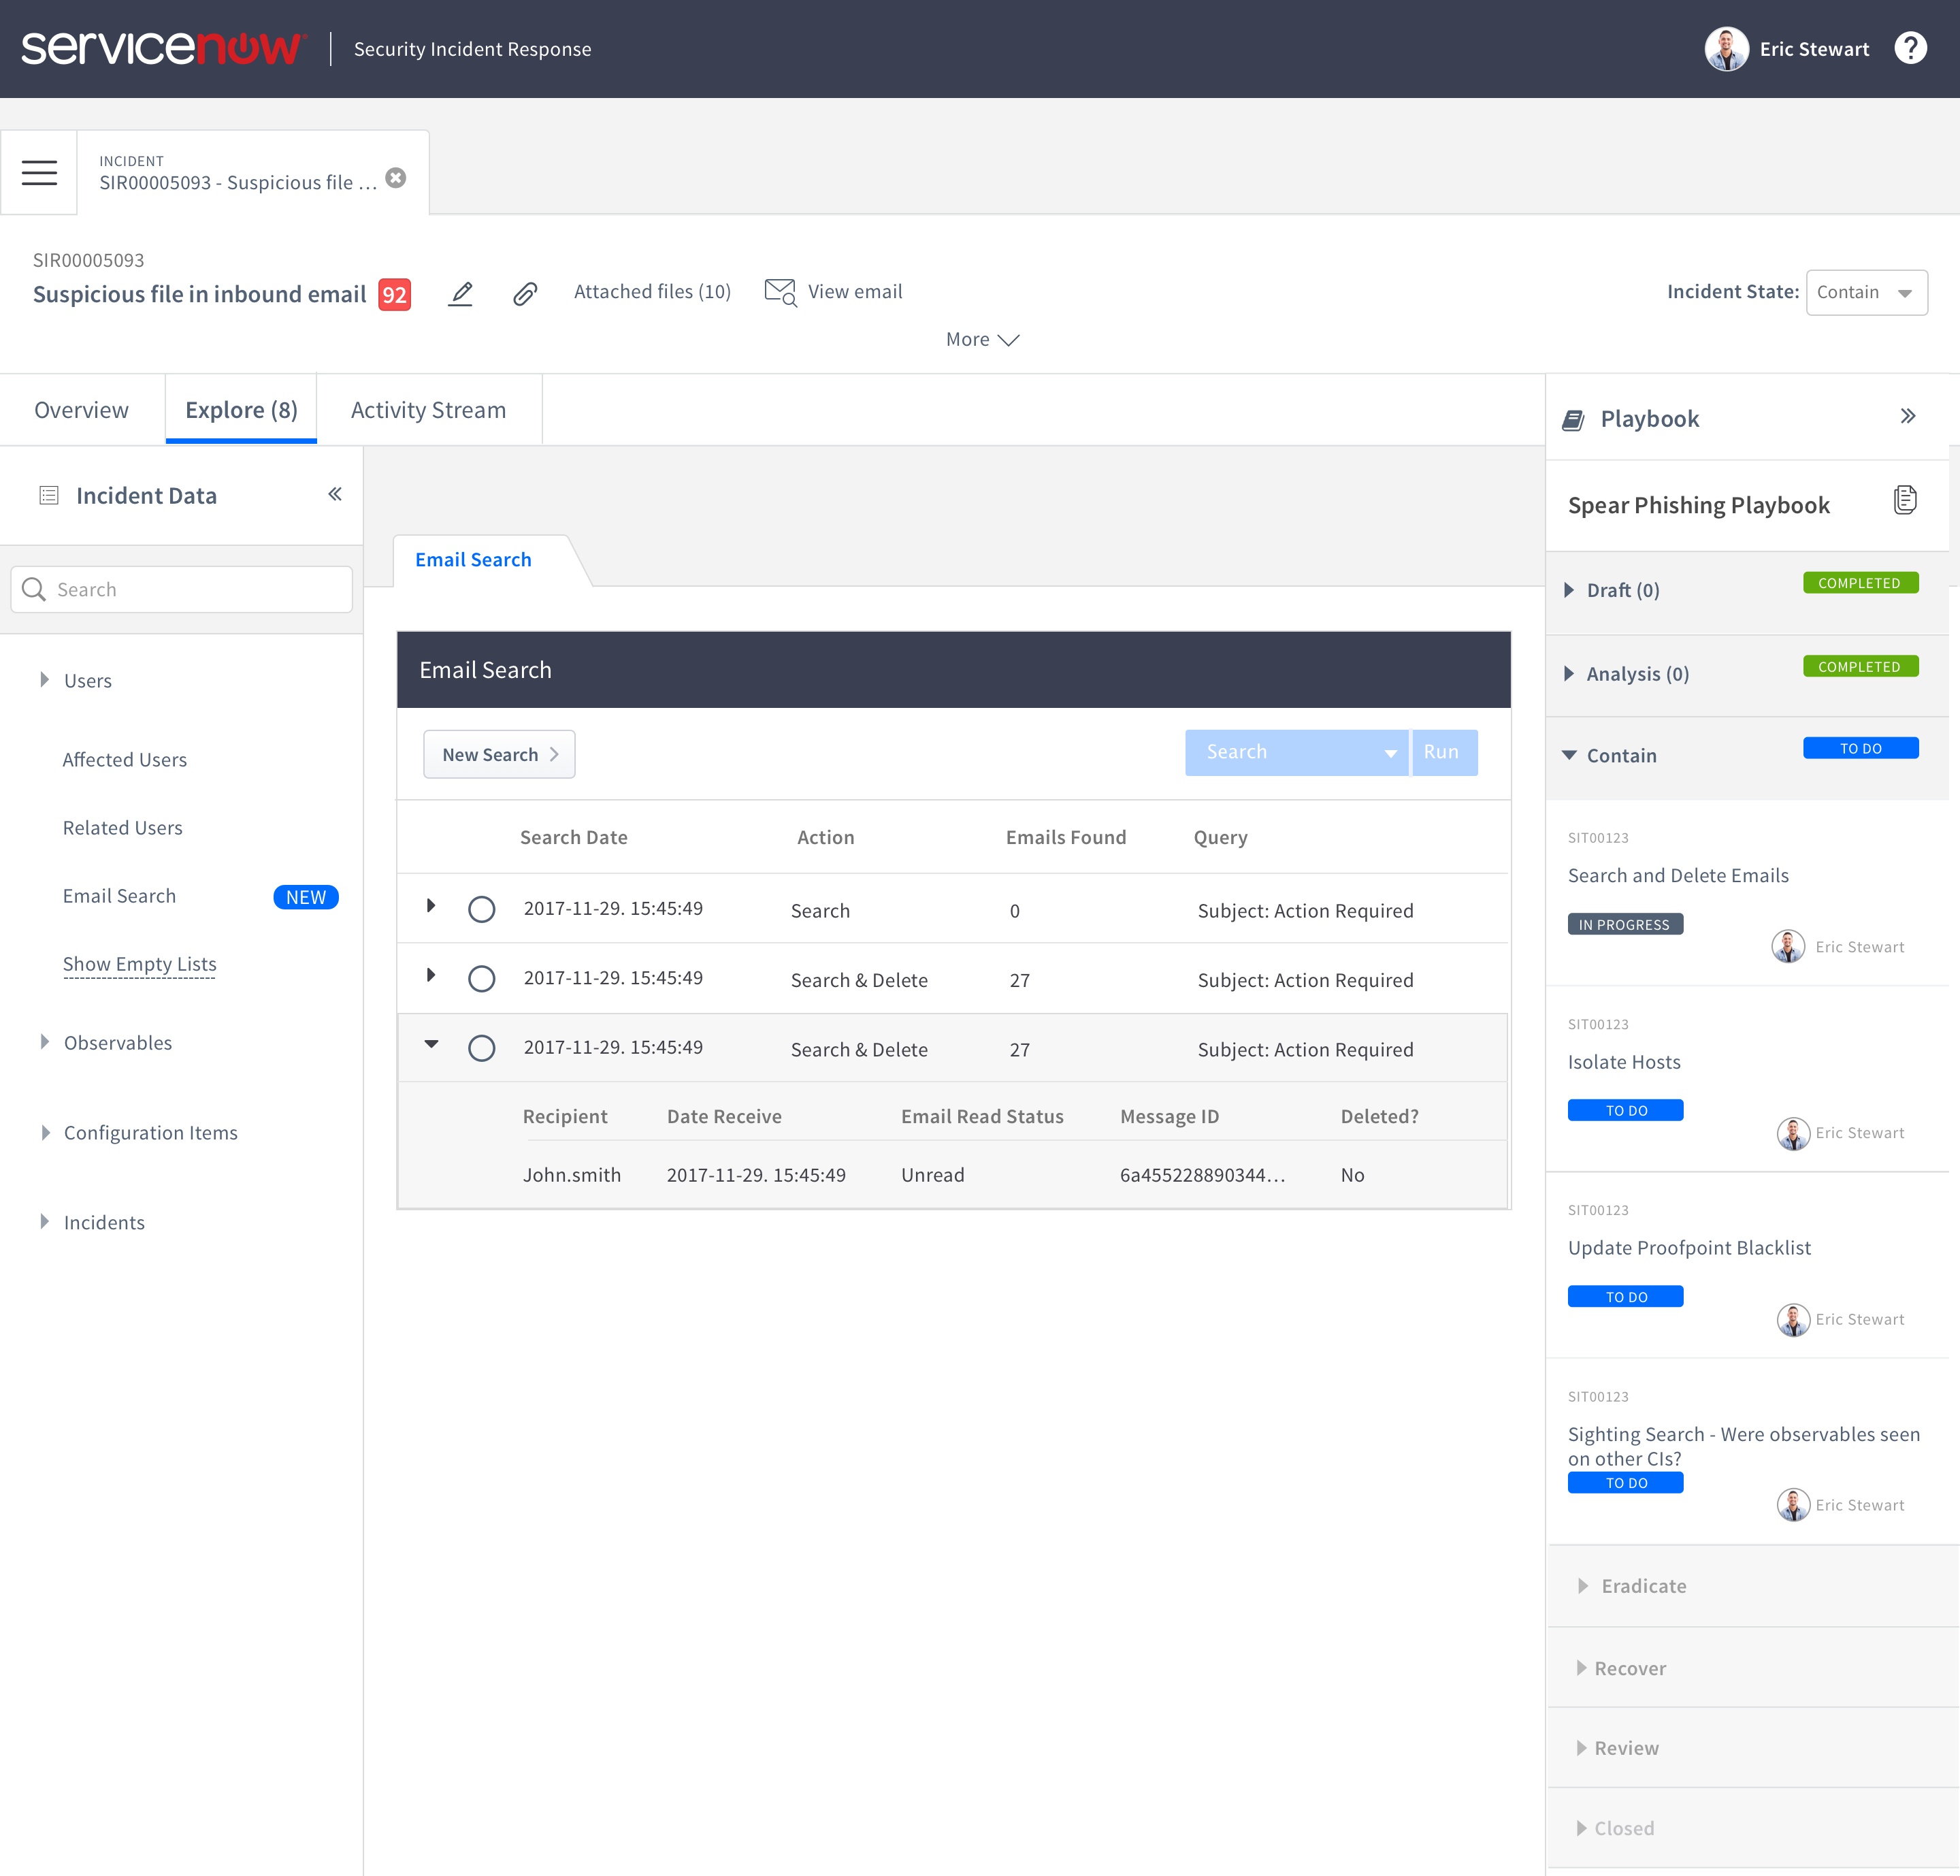 servicenow
Security Incident Response
Eric Stewart
?
INCIDENT
SIR00005093 - Suspicious file ...
SIR00005093
Suspicious file in inbound email 92
Attached files (10)
View email
Incident State: Contain
More
Overview
Explore (8)
Activity Stream
Incident Data
Search
Users
Affected Users
Related Users
Email Search NEW
Show Empty Lists
Observables
Configuration Items
Incidents
Email Search
Email Search
New Search
Search Run
Search Date Action Emails Found Query
2017-11-29. 15:45:49 Search 0 Subject: Action Required
2017-11-29. 15:45:49 Search & Delete 27 Subject: Action Required
2017-11-29. 15:45:49 Search & Delete 27 Subject: Action Required
Recipient Date Receive Email Read Status Message ID Deleted?
John.smith 2017-11-29. 15:45:49 Unread 6a455228890344... No
Playbook
Spear Phishing Playbook
Draft (0) COMPLETED
Analysis (0) COMPLETED
Contain TO DO
SIT00123
Search and Delete Emails
IN PROGRESS
Eric Stewart
SIT00123
Isolate Hosts
TO DO
Eric Stewart
SIT00123
Update Proofpoint Blacklist
TO DO
Eric Stewart
SIT00123
Sighting Search - Were observables seen
on other CIs?
TO DO
Eric Stewart
Eradicate
Recover
Review
Closed